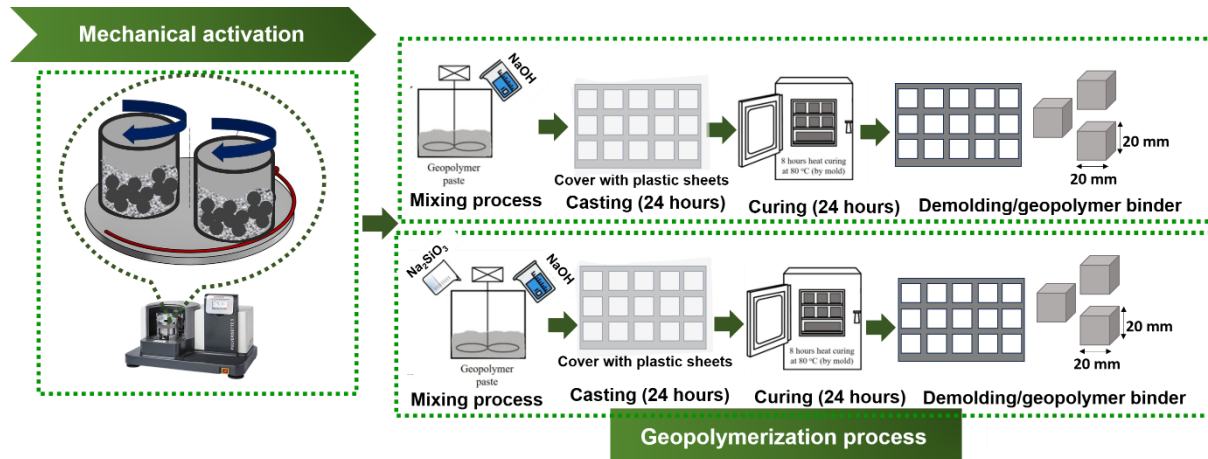 Mechanical activation
NaOH
Geopolymer
paste
Mixing process
Cover with plastic sheets
Casting (24 hours)
8 hours heat curing
at 80 °C (by mold)
Curing (24 hours)
20 mm
20 mm
Demolding/geopolymer binder
Na₂SiO₃
NaOH
Geopolymer
paste
Mixing process
Cover with plastic sheets
Casting (24 hours)
8 hours heat curing
at 80 °C (by mold)
Curing (24 hours)
20 mm
20 mm
Demolding/geopolymer binder
Geopolymerization process